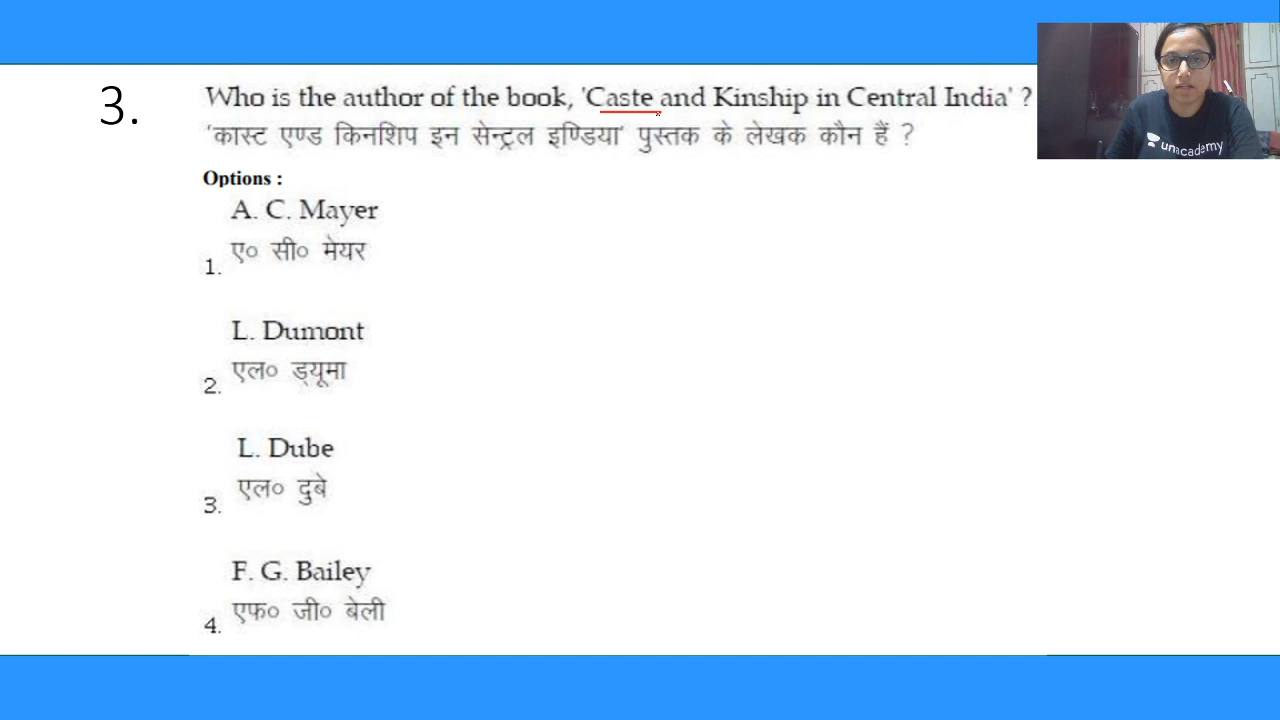 3.
Who is the author of the book, 'Caste and Kinship in Central India' ?
'कास्ट एण्ड किनशिप इन सेन्ट्रल इण्डिया' पुस्तक के लेखक कौन हैं ?
Options :
A. C. Mayer
ए० सी० मेयर
1.
L. Dumont
एल० ड्यूमा
2.
L. Dube
एल० दुबे
3.
F. G. Bailey
एफ० जी० बेली
4.
unacademy